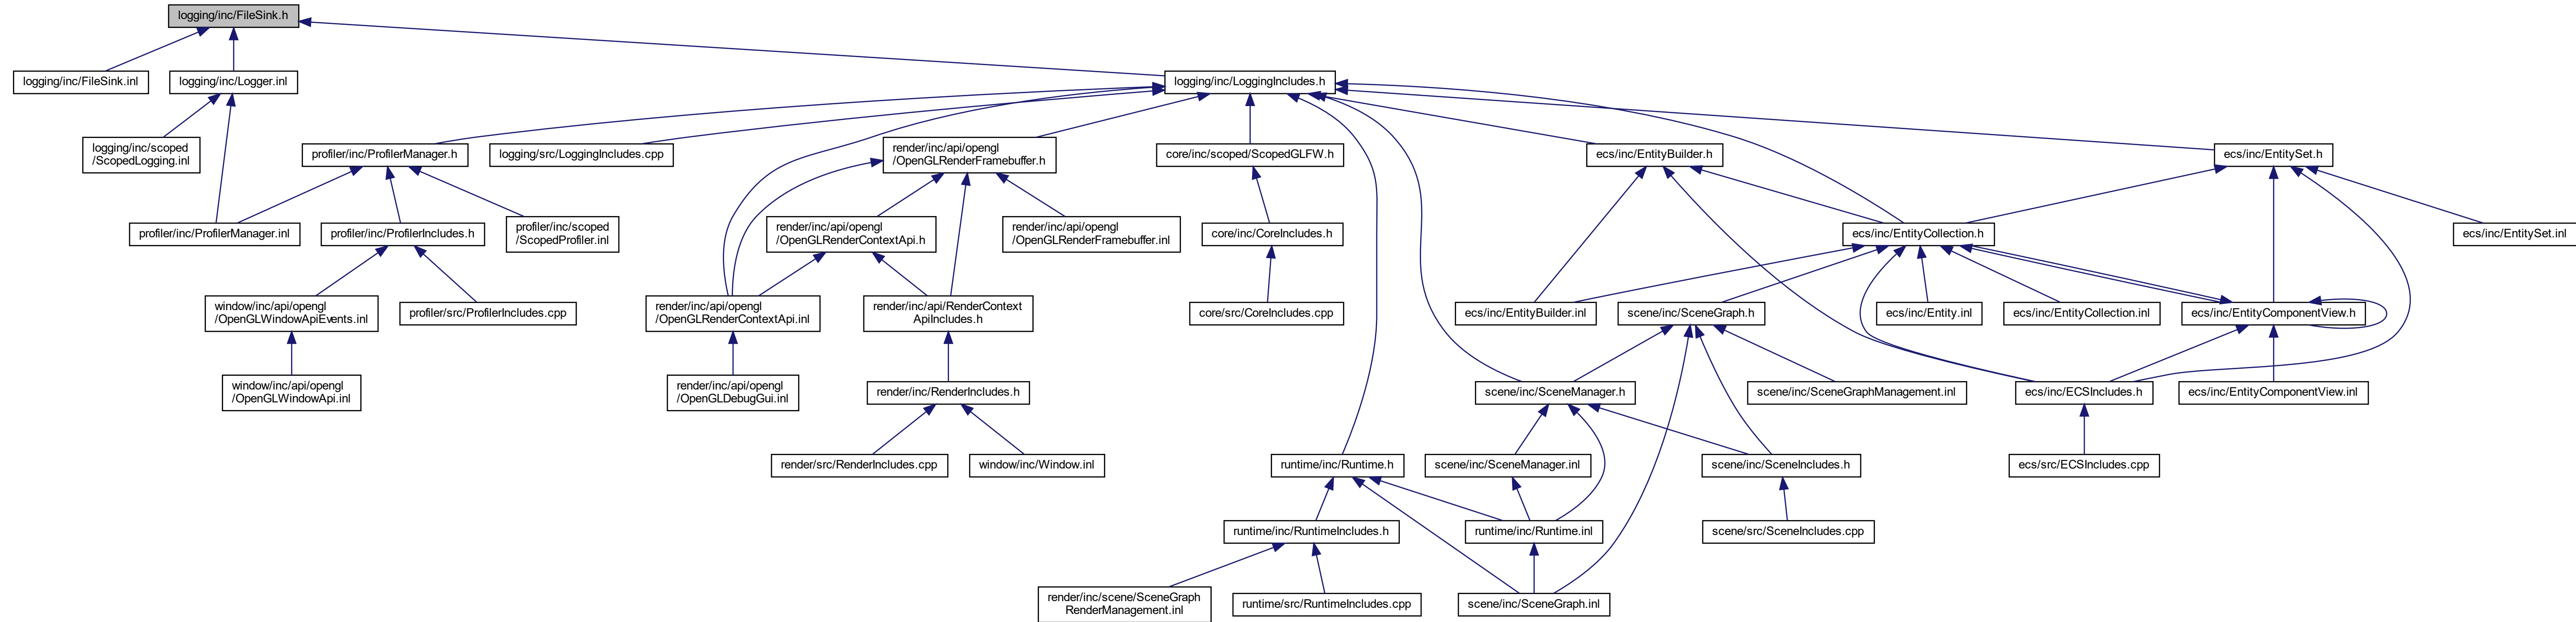 logging/inc/FileSink.h
logging/inc/FileSink.inl
logging/inc/Logger.inl
logging/inc/LoggingIncludes.h
logging/inc/scoped
/ScopedLogging.inl
profiler/inc/ProfilerManager.h
logging/src/LoggingIncludes.cpp
render/inc/api/opengl
/OpenGLRenderFramebuffer.h
core/inc/scoped/ScopedGLFW.h
ecs/inc/EntityBuilder.h
ecs/inc/EntitySet.h
profiler/inc/ProfilerManager.inl
profiler/inc/ProfilerIncludes.h
profiler/inc/scoped
/ScopedProfiler.inl
render/inc/api/opengl
/OpenGLRenderContextApi.h
render/inc/api/opengl
/OpenGLRenderFramebuffer.inl
core/inc/CoreIncludes.h
ecs/inc/EntityCollection.h
ecs/inc/EntitySet.inl
window/inc/api/opengl
/OpenGLWindowApiEvents.inl
profiler/src/ProfilerIncludes.cpp
render/inc/api/opengl
/OpenGLRenderContextApi.inl
render/inc/api/RenderContext
ApiIncludes.h
core/src/CoreIncludes.cpp
ecs/inc/EntityBuilder.inl
scene/inc/SceneGraph.h
ecs/inc/Entity.inl
ecs/inc/EntityCollection.inl
ecs/inc/EntityComponentView.h
window/inc/api/opengl
/OpenGLWindowApi.inl
render/inc/api/opengl
/OpenGLDebugGui.inl
render/inc/RenderIncludes.h
scene/inc/SceneManager.h
scene/inc/SceneGraphManagement.inl
ecs/inc/ECSIncludes.h
ecs/inc/EntityComponentView.inl
render/src/RenderIncludes.cpp
window/inc/Window.inl
runtime/inc/Runtime.h
scene/inc/SceneManager.inl
scene/inc/SceneIncludes.h
ecs/src/ECSIncludes.cpp
runtime/inc/RuntimeIncludes.h
runtime/inc/Runtime.inl
scene/src/SceneIncludes.cpp
render/inc/scene/SceneGraph
RenderManagement.inl
runtime/src/RuntimeIncludes.cpp
scene/inc/SceneGraph.inl